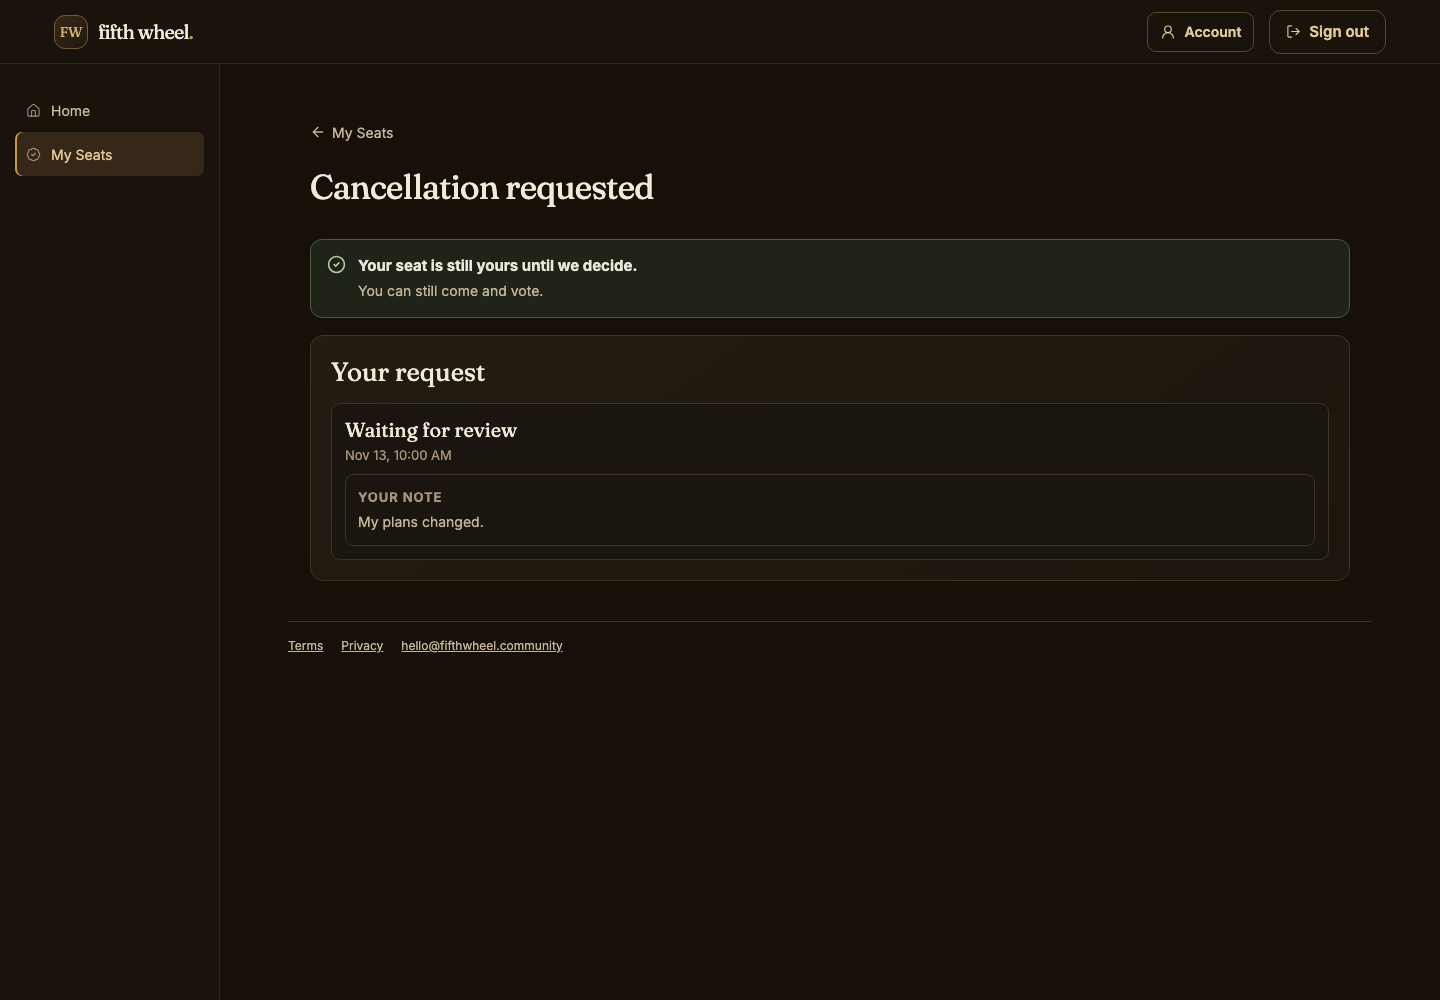 FW fifth wheel.
Account
Sign out
Home
My Seats
My Seats
Cancellation requested
Your seat is still yours until we decide.
You can still come and vote.
Your request
Waiting for review
Nov 13, 10:00 AM
YOUR NOTE
My plans changed.
Terms Privacy hello@fifthwheel.community